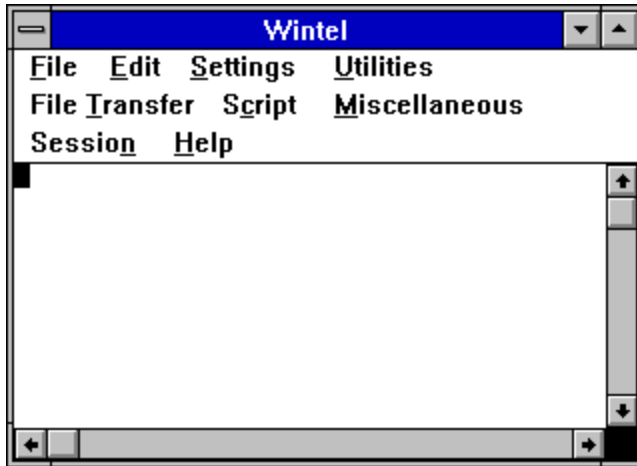 Wintel
File Edit Settings Utilities
File Transfer Script Miscellaneous
Session Help